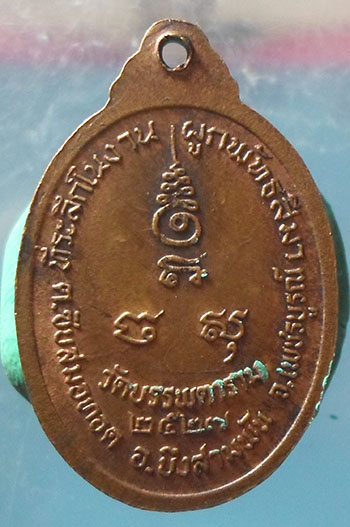 ที่ระลึกในงาน ผูกพัทธสีมา
วัดบรรพตาราม
๒๕๒๗
ต.ซับสมอทอด อ.บึงสามพัน จ.เพชรบูรณ์